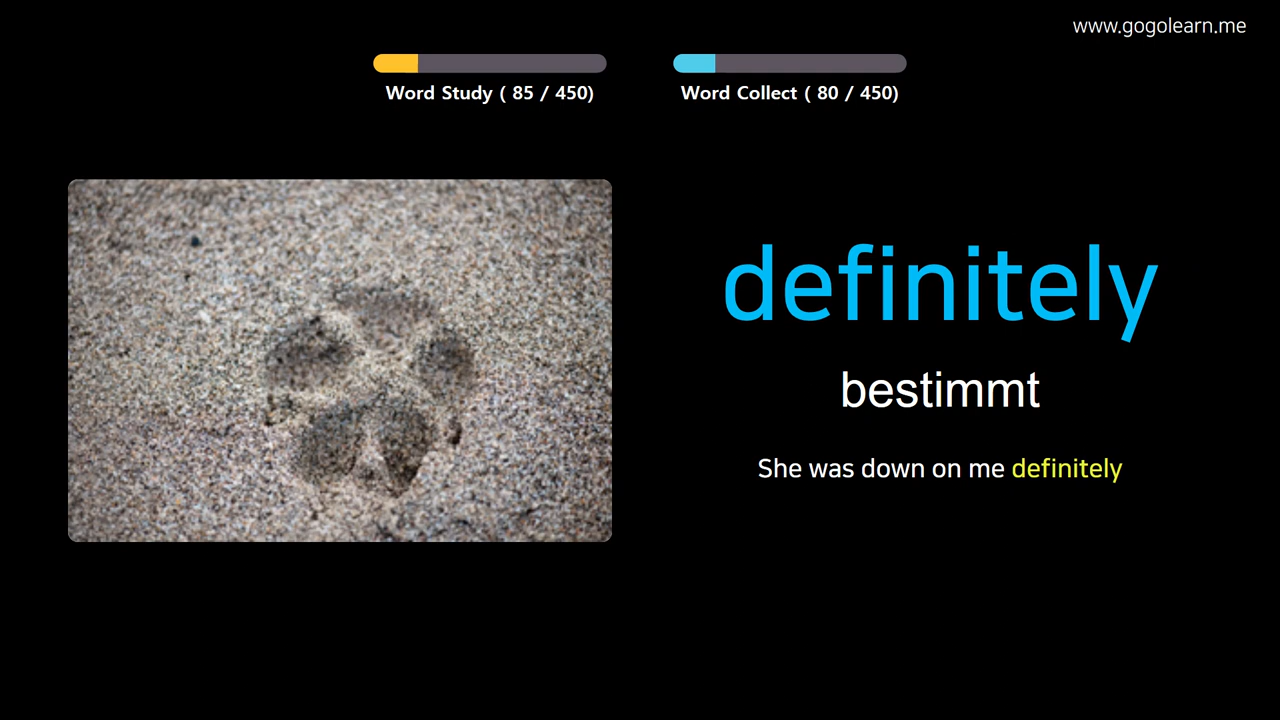 www.gogolearn.me
Word Study ( 85 / 450)
Word Collect ( 80 / 450)
definitely
bestimmt
She was down on me definitely